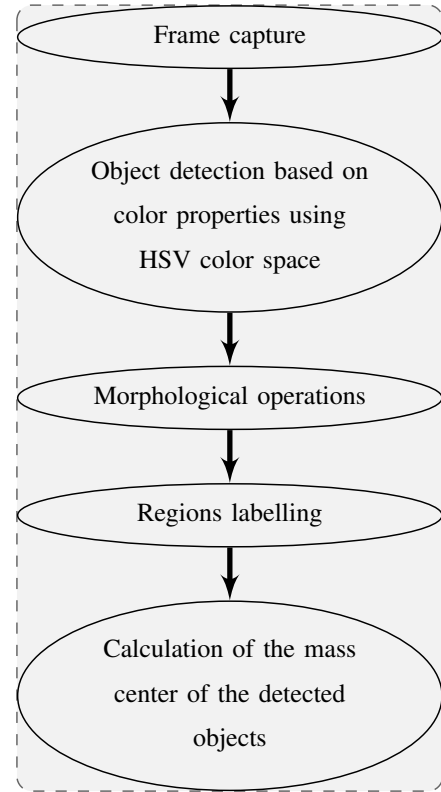 Frame capture
Object detection based on
color properties using
HSV color space
Morphological operations
Regions labelling
Calculation of the mass
center of the detected
objects